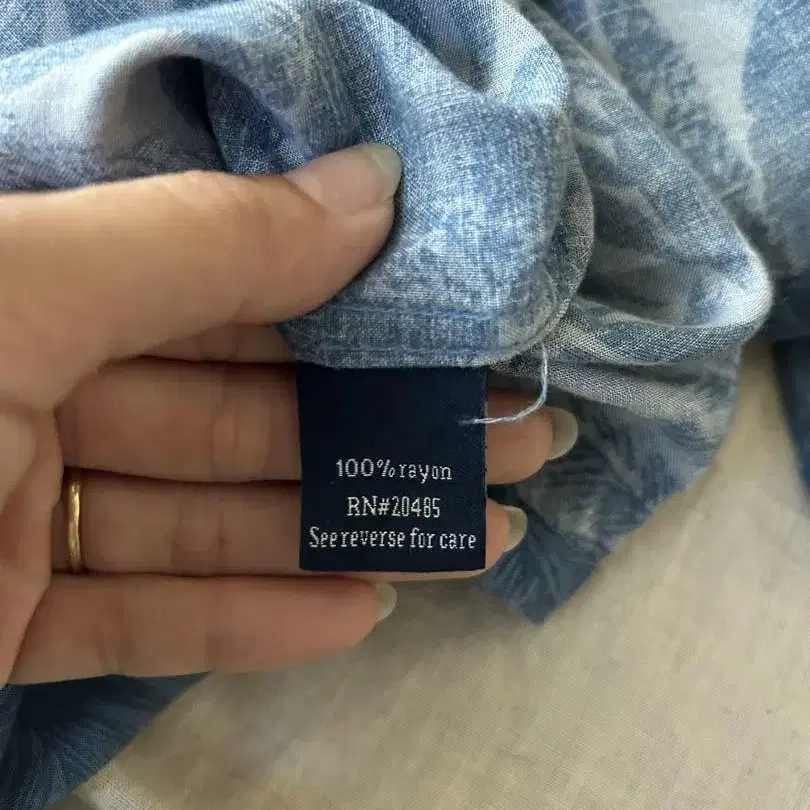 100% rayon
RN#20485
See reverse for care